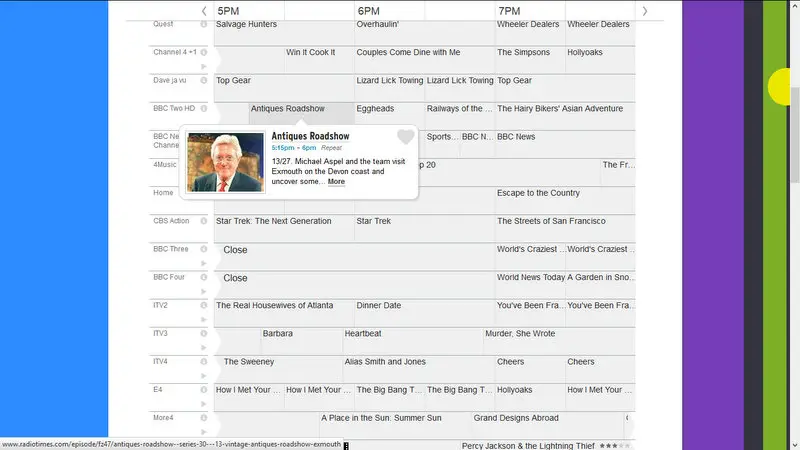 5PM 6PM 7PM
Quest Salvage Hunters Overhaulin' Wheeler Dealers Wheeler Dealers
Channel 4 +1 Win It Cook It Couples Come Dine with Me The Simpsons Hollyoaks
Dave ja vu Top Gear Lizard Lick Towing Lizard Lick Towing Top Gear
BBC Two HD Antiques Roadshow Eggheads Railways of the ... The Hairy Bikers' Asian Adventure
BBC Ne
Channel
Sports... BBC N... BBC News
Antiques Roadshow
5:15pm - 6pm Repeat
13/27. Michael Aspel and the team visit
Exmouth on the Devon coast and
uncover some... More
4Music p 20 The Fr...
Home Escape to the Country
CBS Action Star Trek: The Next Generation Star Trek The Streets of San Francisco
BBC Three Close World's Craziest ... World's Craziest ...
BBC Four Close World News Today A Garden in Sno...
ITV2 The Real Housewives of Atlanta Dinner Date You've Been Fra... You've Been Fra...
ITV3 Barbara Heartbeat Murder, She Wrote
ITV4 The Sweeney Alias Smith and Jones Cheers Cheers
E4 How I Met Your ... How I Met Your ... The Big Bang T... The Big Bang T... Hollyoaks How I Met Your ...
More4 A Place in the Sun: Summer Sun Grand Designs Abroad
Percy Jackson & the Lightning Thief
www.radiotimes.com/episode/fz47/antiques-roadshow--series-30---13-vintage-antiques-roadshow-exmouth